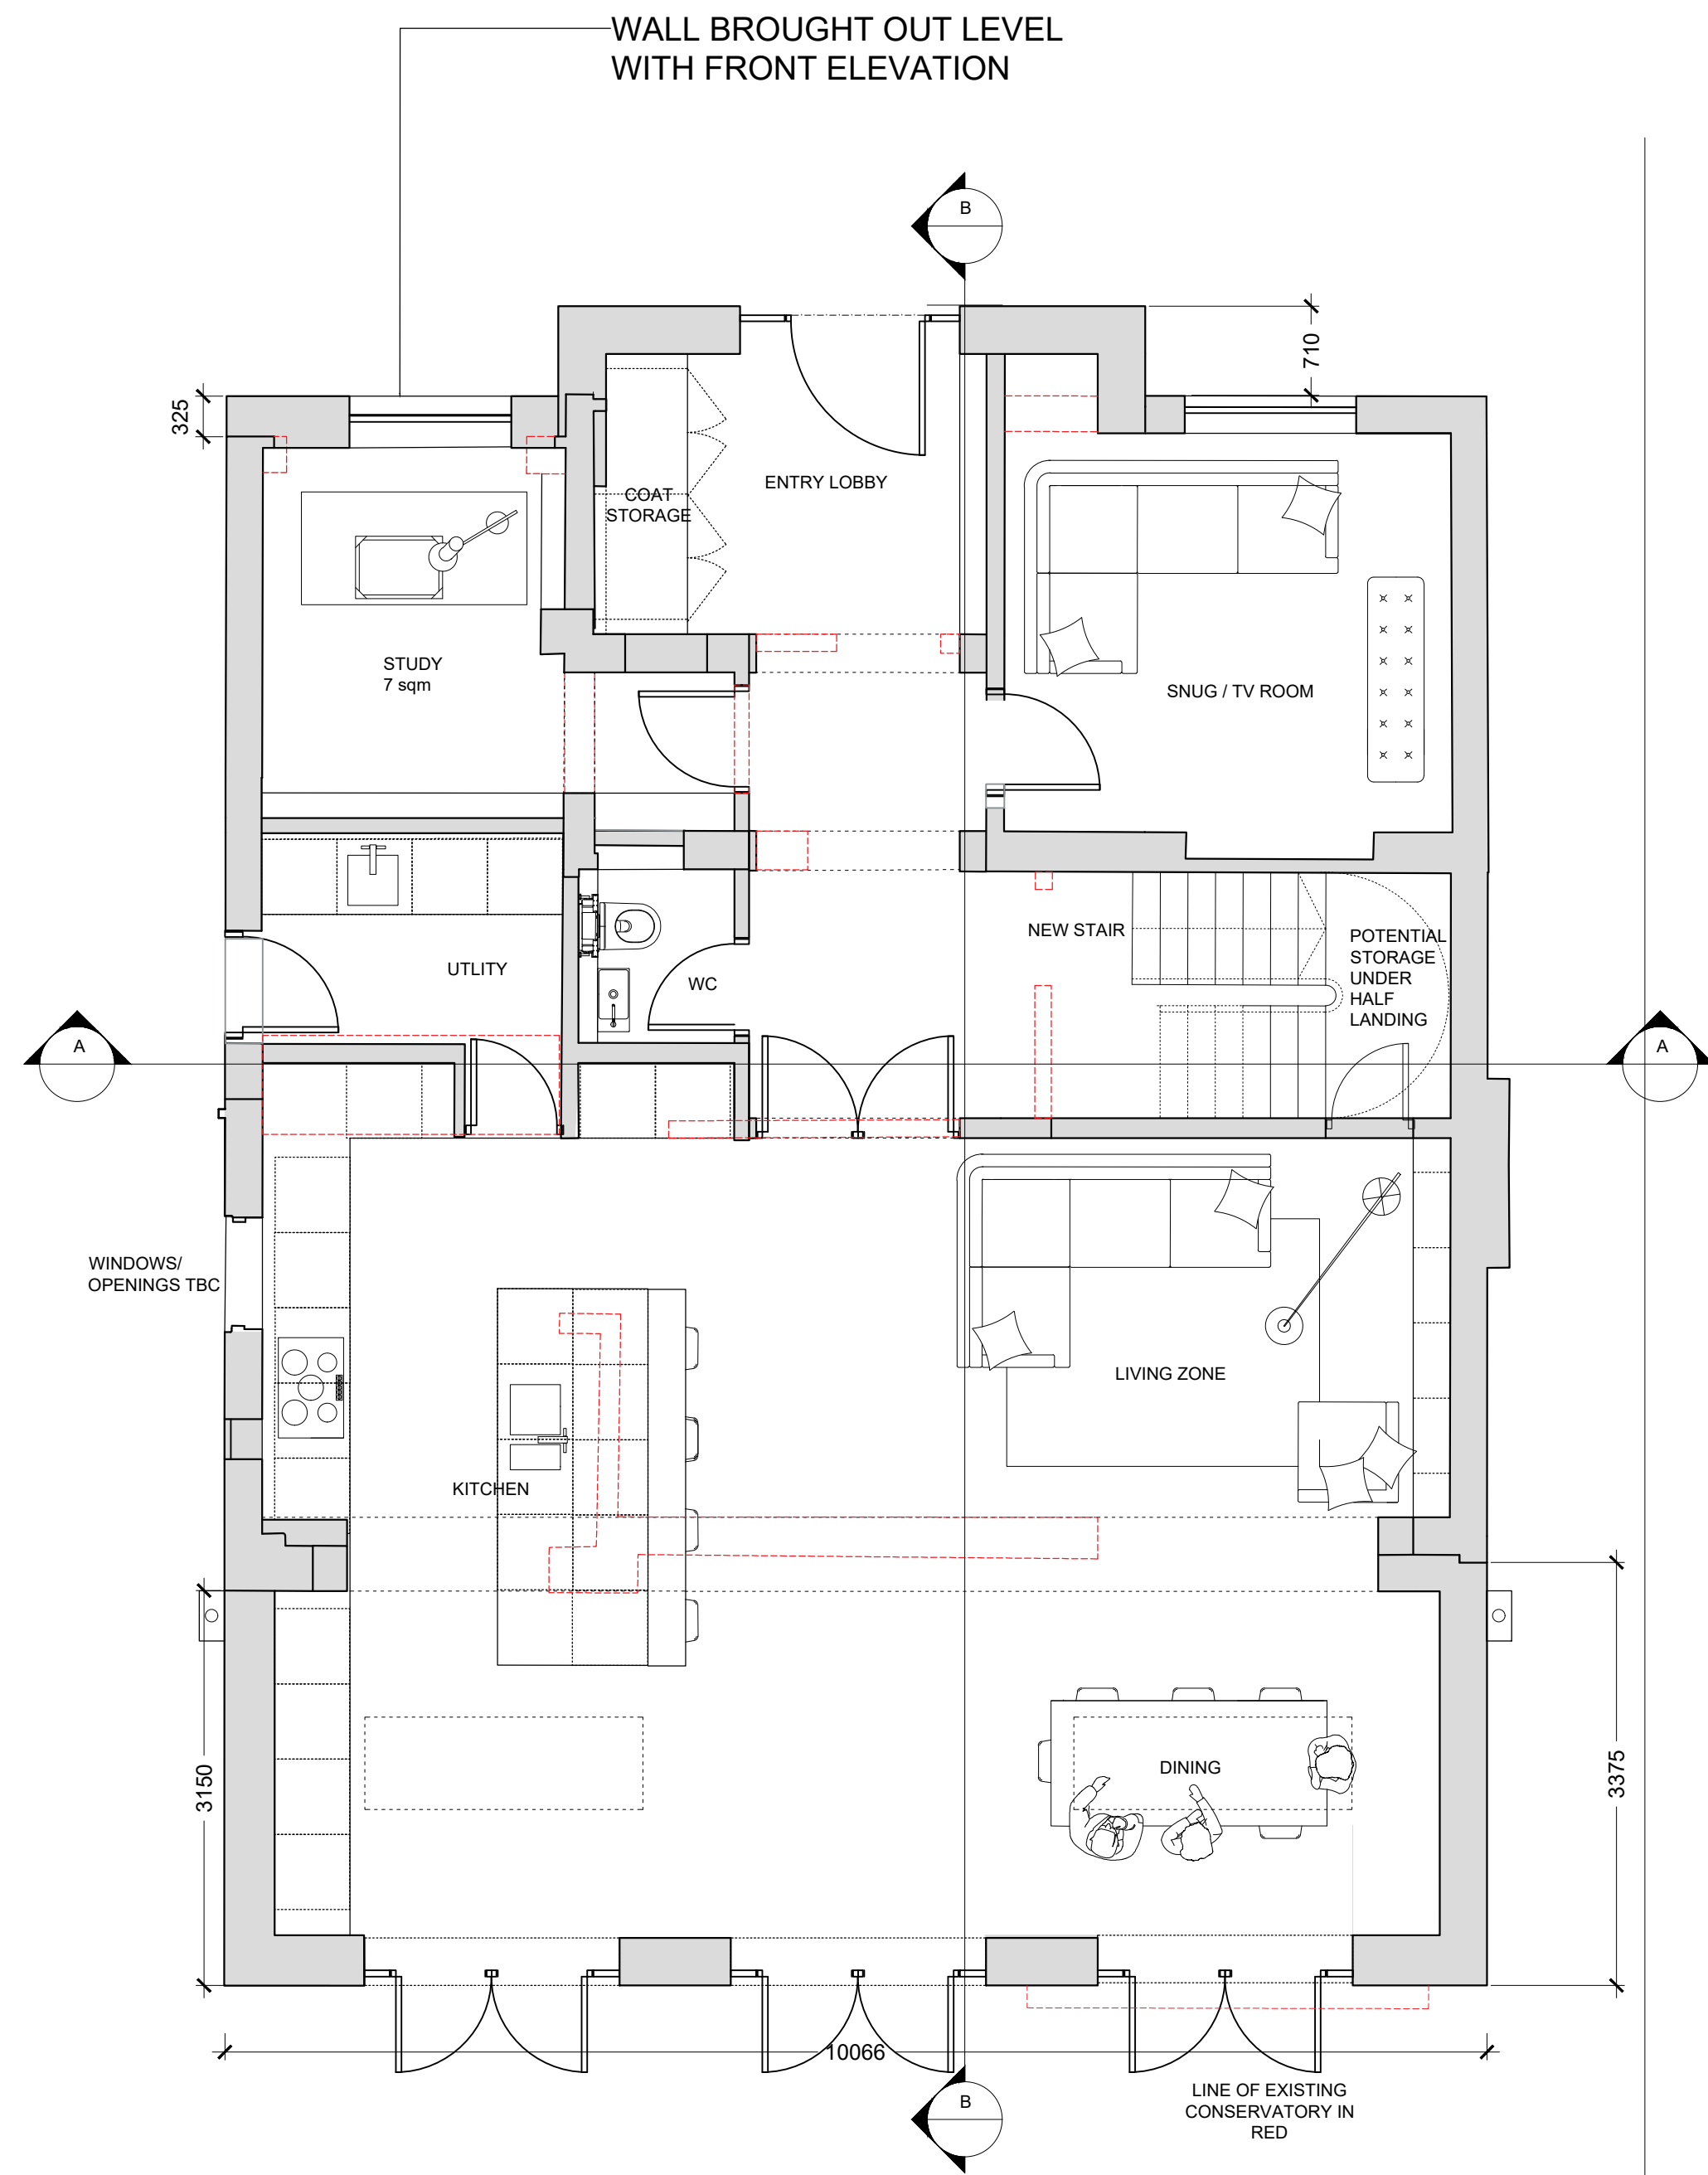 WALL BROUGHT OUT LEVEL
WITH FRONT ELEVATION
B
710
325
COAT
STORAGE
ENTRY LOBBY
STUDY
7 sqm
SNUG / TV ROOM
NEW STAIR
POTENTIAL
STORAGE
UNDER
HALF
LANDING
UTLITY
WC
A
A
WINDOWS/
OPENINGS TBC
LIVING ZONE
KITCHEN
DINING
3150
3375
10066
B
LINE OF EXISTING
CONSERVATORY IN
RED